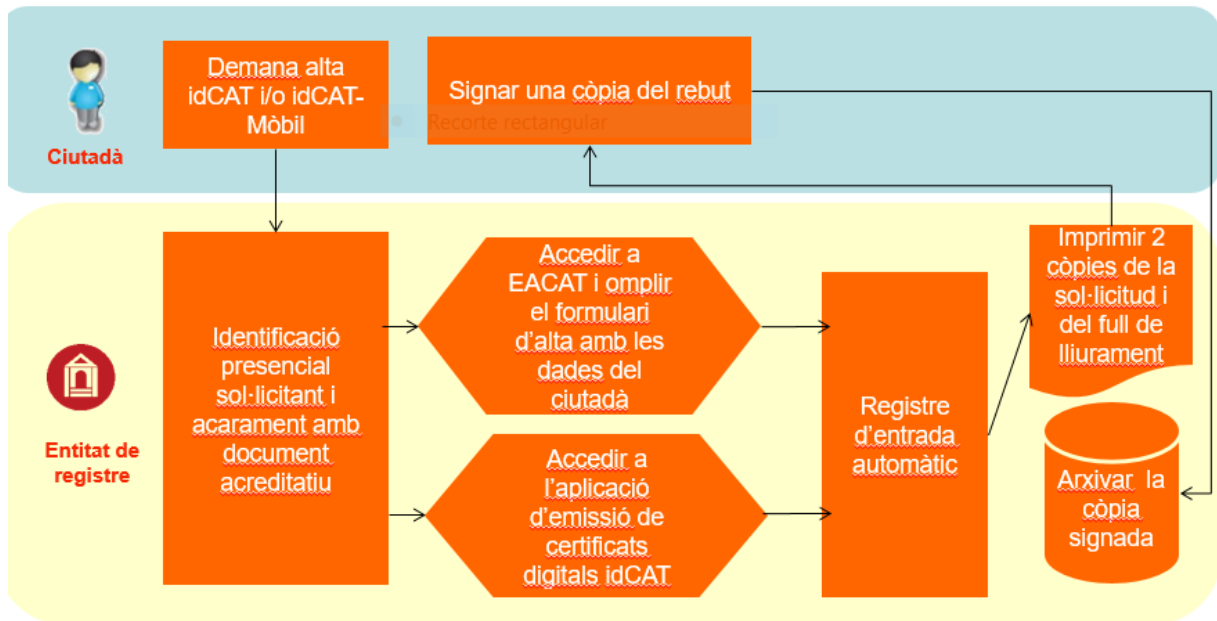 Demana alta
idCAT i/o idCAT-
Mòbil
Signar una còpia del rebut
Recorte rectangular
Ciutadà
Identificació
presencial
sol·licitant i
acarament amb
document
acreditatiu
Accedir a
EACAT i omplir
el formulari
d'alta amb les
dades del
ciutadà
Accedir a
l'aplicació
d'emissió de
certificats
digitals idCAT
Registre
d'entrada
automàtic
Imprimir 2
còpies de la
sol·licitud i
del full de
lliurament
Arxivar la
còpia
signada
Entitat de
registre